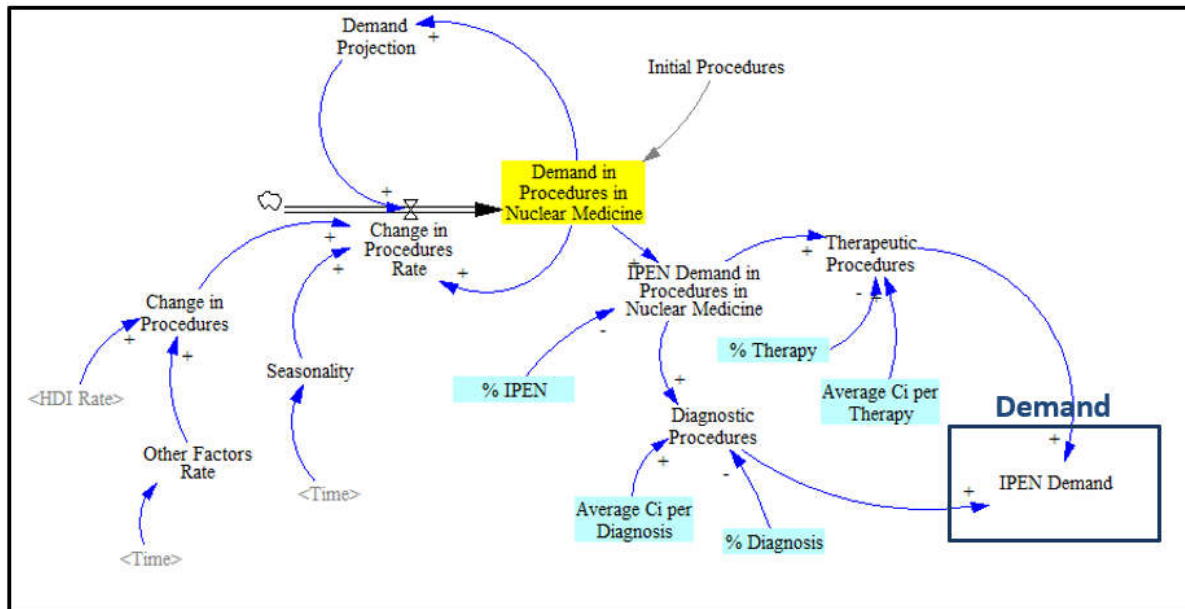 Demand
Projection
+
Initial Procedures
Demand in
Procedures in
Nuclear Medicine
+
Change in
Procedures
Rate
+
+
+
+
IPEN Demand in
Procedures in
Nuclear Medicine
-
+
Therapeutic
Procedures
-
+
Change in
Procedures
+
+
<HDI Rate>
Seasonality
% IPEN
% Therapy
Average Ci per
Therapy
+
Diagnostic
Procedures
+
-
Demand
+
IPEN Demand
+
Other Factors
Rate
<Time>
<Time>
Average Ci per
Diagnosis
% Diagnosis